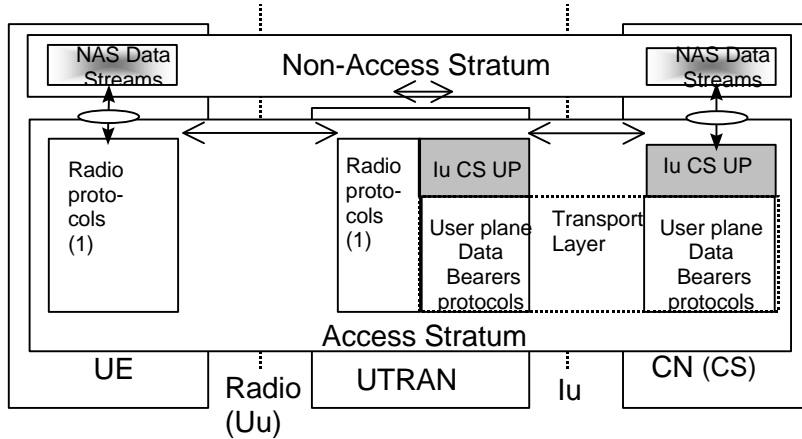 NAS Data
Streams
Non-Access Stratum
NAS Data
Streams
Radio
proto-
cols
(1)
Radio
proto-
cols
(1)
Iu CS UP
User plane
Data
Bearers
protocols
Transport
Layer
Iu CS UP
User plane
Data
Bearers
protocols
Access Stratum
UE
Radio
(Uu)
UTRAN
Iu
CN (CS)